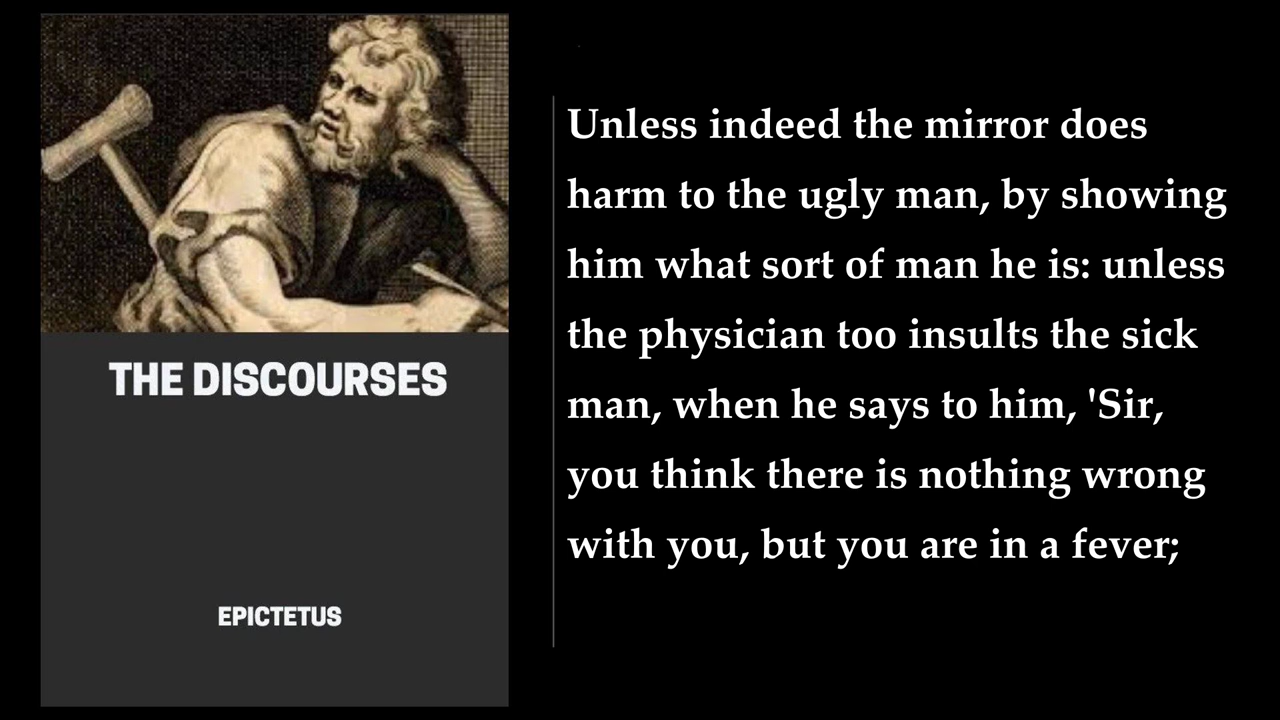 THE DISCOURSES
EPICTETUS
Unless indeed the mirror does
harm to the ugly man, by showing
him what sort of man he is: unless
the physician too insults the sick
man, when he says to him, 'Sir,
you think there is nothing wrong
with you, but you are in a fever;